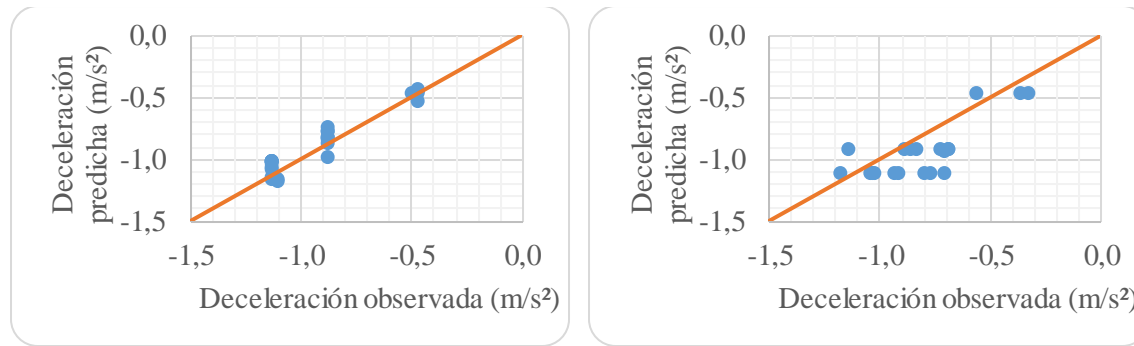 Deceleración
predicha (m/s²)
0,0
-0,5
-1,0
-1,5
-1,5 -1,0 -0,5 0,0
Deceleración observada (m/s²)
Deceleración
predicha (m/s²)
0,0
-0,5
-1,0
-1,5
-1,5 -1,0 -0,5 0,0
Deceleración observada (m/s²)